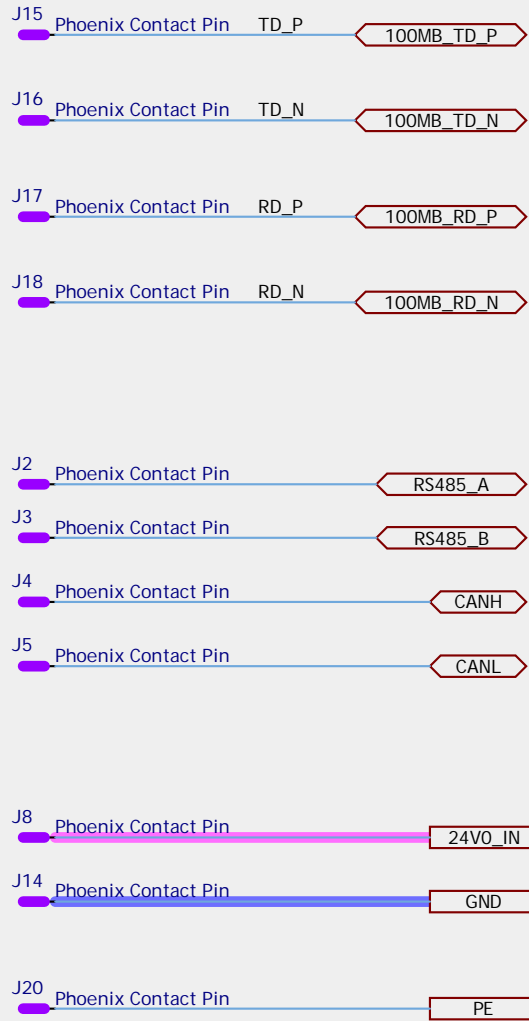 J15
Phoenix Contact Pin TD_P 100MB_TD_P
J16
Phoenix Contact Pin TD_N 100MB_TD_N
J17
Phoenix Contact Pin RD_P 100MB_RD_P
J18
Phoenix Contact Pin RD_N 100MB_RD_N
J2
Phoenix Contact Pin RS485_A
J3
Phoenix Contact Pin RS485_B
J4
Phoenix Contact Pin CANH
J5
Phoenix Contact Pin CANL
J8
Phoenix Contact Pin 24V0_IN
J14
Phoenix Contact Pin GND
J20
Phoenix Contact Pin PE